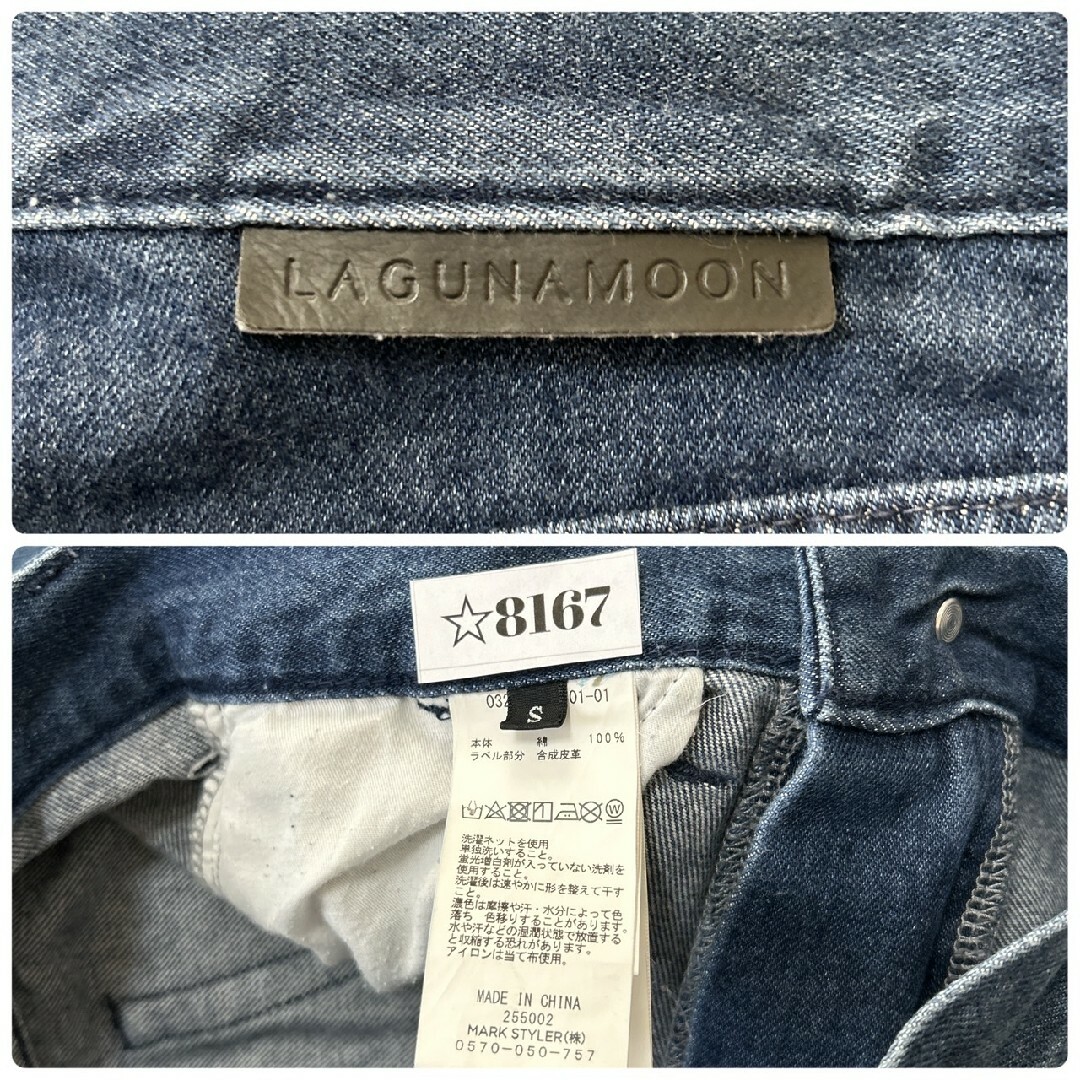 LAGUNAMOON
☆8167
032 01-01
S
本体 綿 100%
ラベル部分 合成皮革
洗濯ネットを使用
単独洗いすること。
蛍光増白剤が入っていない洗剤を
使用すること。
洗濯後は速やかに形を整えて干す
こと。
濃色は摩擦や汗・水分によって色
落ち 色移りすることがあります。
水や汗などの湿潤状態で放置する
と収縮する恐れがあります。
アイロンは当て布使用。
MADE IN CHINA
255002
MARK STYLER(株)
0570-050-757